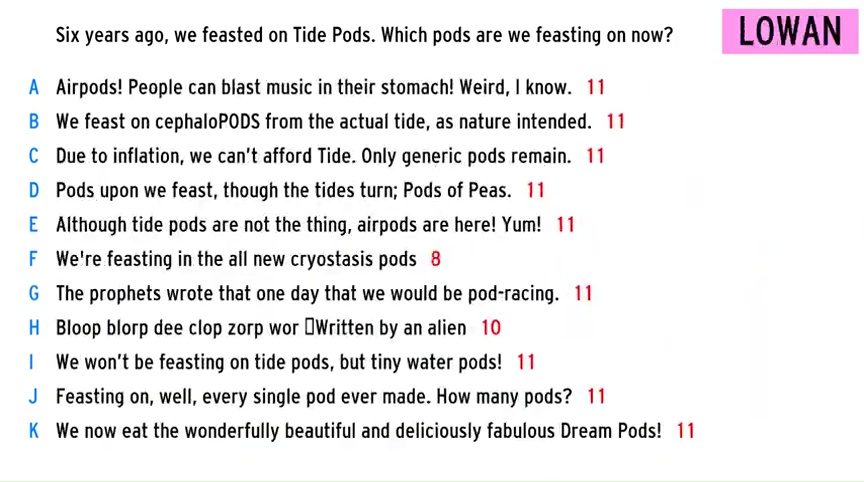 Six years ago, we feasted on Tide Pods. Which pods are we feasting on now?
LOWAN
A Airpods! People can blast music in their stomach! Weird, I know. 11
B We feast on cephaloPODS from the actual tide, as nature intended. 11
C Due to inflation, we can't afford Tide. Only generic pods remain. 11
D Pods upon we feast, though the tides turn; Pods of Peas. 11
E Although tide pods are not the thing, airpods are here! Yum! 11
F We're feasting in the all new cryostasis pods 8
G The prophets wrote that one day that we would be pod-racing. 11
H Bloop blorp dee clop zorp wor ▯Written by an alien 10
I We won't be feasting on tide pods, but tiny water pods! 11
J Feasting on, well, every single pod ever made. How many pods? 11
K We now eat the wonderfully beautiful and deliciously fabulous Dream Pods! 11